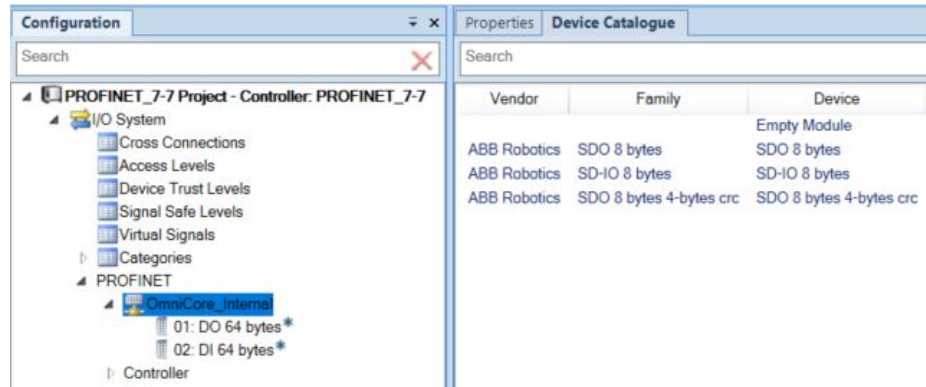 Configuration
Search
PROFINET_7-7 Project - Controller: PROFINET_7-7
I/O System
Cross Connections
Access Levels
Device Trust Levels
Signal Safe Levels
Virtual Signals
Categories
PROFINET
OmniCore_Internal
01: DO 64 bytes*
02: DI 64 bytes*
Controller
Properties Device Catalogue
Search
Vendor Family Device
Empty Module
ABB Robotics SDO 8 bytes SDO 8 bytes
ABB Robotics SD-IO 8 bytes SD-IO 8 bytes
ABB Robotics SDO 8 bytes 4-bytes crc SDO 8 bytes 4-bytes crc